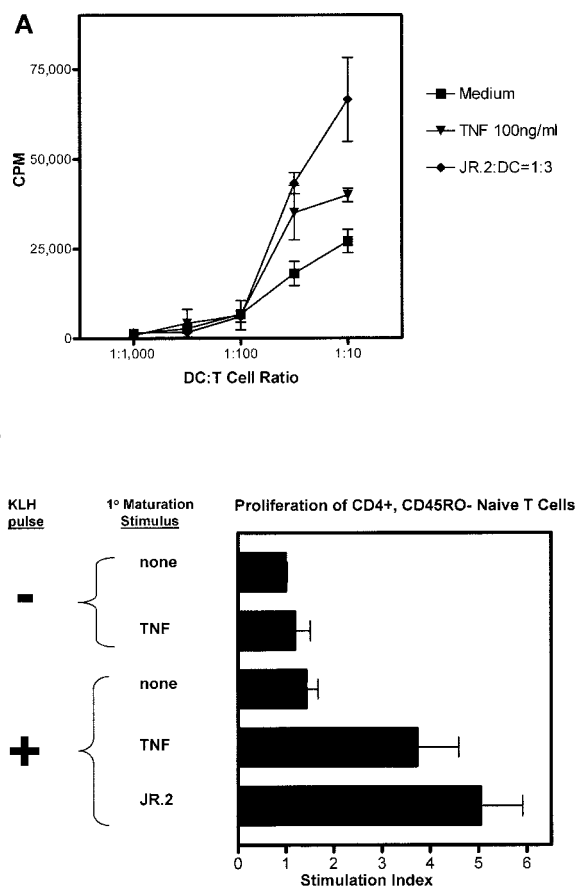 A
75,000
50,000
25,000
0
CPM
1:1,000
1:100
1:10
DC:T Cell Ratio
Medium
TNF 100ng/ml
JR.2:DC=1:3
KLH
pulse
1º Maturation
Stimulus
Proliferation of CD4+, CD45RO- Naive T Cells
-
none
TNF
+
none
TNF
JR.2
0 1 2 3 4 5 6
Stimulation Index